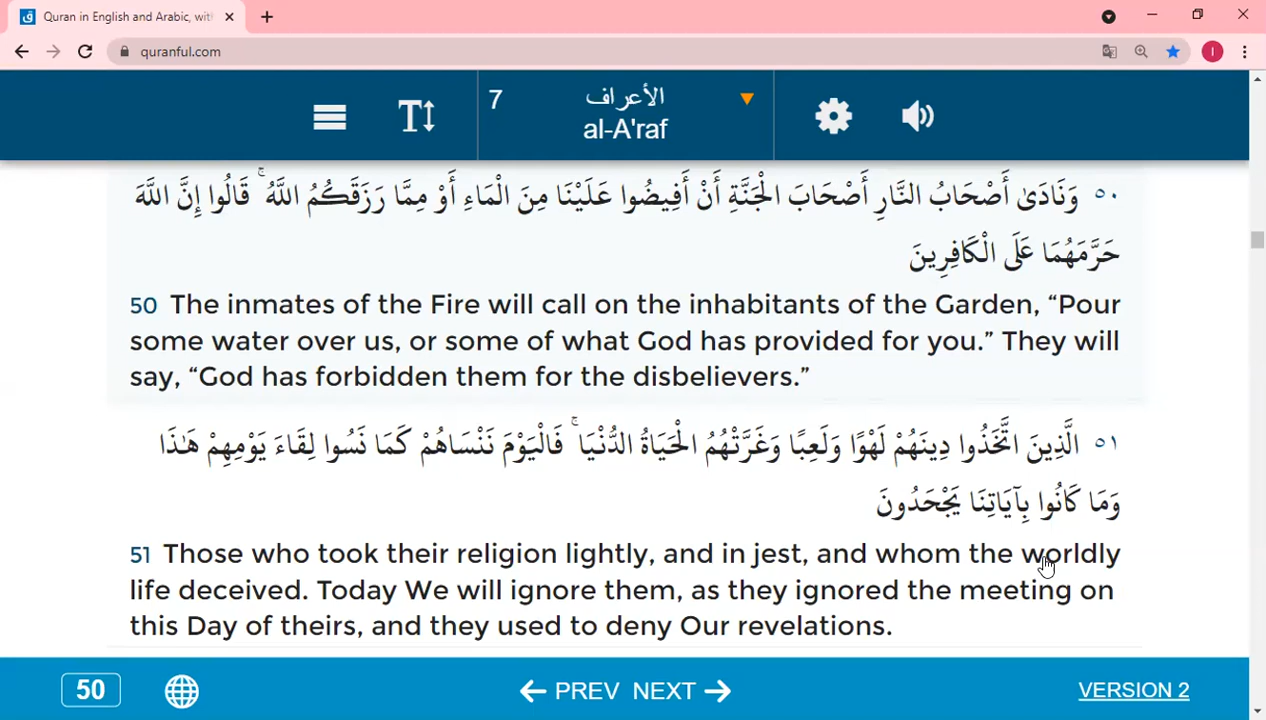 Quran in English and Arabic, wit
quranful.com
I
7
الأعراف
al-A'raf
٥٠ وَنَادَىٰ أَصْحَابُ النَّارِ أَصْحَابَ الْجَنَّةِ أَنْ أَفِيضُوا عَلَيْنَا مِنَ الْمَاءِ أَوْ مِمَّا رَزَقَكُمُ اللَّهُ ۚ قَالُوا إِنَّ اللَّهَ
حَرَّمَهُمَا عَلَى الْكَافِرِينَ
50 The inmates of the Fire will call on the inhabitants of the Garden, “Pour
some water over us, or some of what God has provided for you.” They will
say, “God has forbidden them for the disbelievers.”
٥١ الَّذِينَ اتَّخَذُوا دِينَهُمْ لَهْوًا وَلَعِبًا وَغَرَّتْهُمُ الْحَيَاةُ الدُّنْيَا ۚ فَالْيَوْمَ نَنْسَاهُمْ كَمَا نَسُوا لِقَاءَ يَوْمِهِمْ هَٰذَا
وَمَا كَانُوا بِآيَاتِنَا يَجْحَدُونَ
51 Those who took their religion lightly, and in jest, and whom the worldly
life deceived. Today We will ignore them, as they ignored the meeting on
this Day of theirs, and they used to deny Our revelations.
50
PREV NEXT
VERSION 2